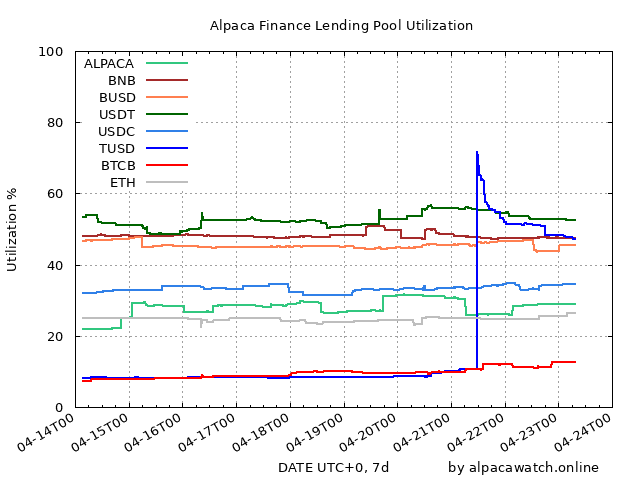 Alpaca Finance Lending Pool Utilization
100
80
60
40
20
0
Utilization %
ALPACA
BNB
BUSD
USDT
USDC
TUSD
BTCB
ETH
04-14T00
04-15T00
04-16T00
04-17T00
04-18T00
04-19T00
04-20T00
04-21T00
04-22T00
04-23T00
04-24T00
DATE UTC+0, 7d
by alpacawatch.online